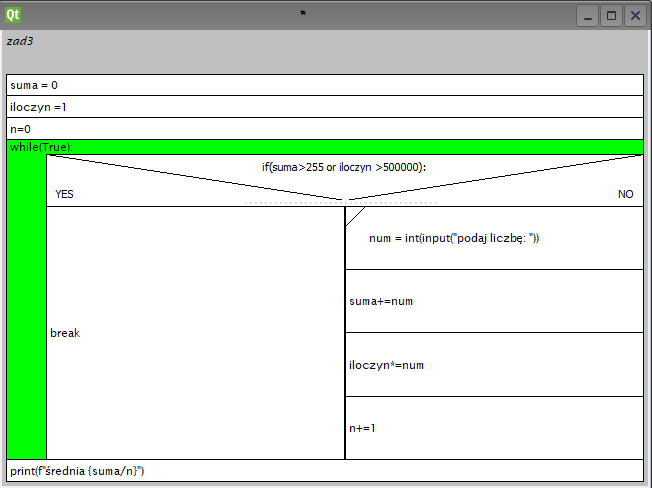 Qt
*
zad3
suma = 0
iloczyn =1
n=0
while(True):
if(suma>255 or iloczyn >500000):
YES
NO
num = int(input("podaj liczbę: "))
suma+=num
break
iloczyn*=num
n+=1
print(f"średnia {suma/n}")